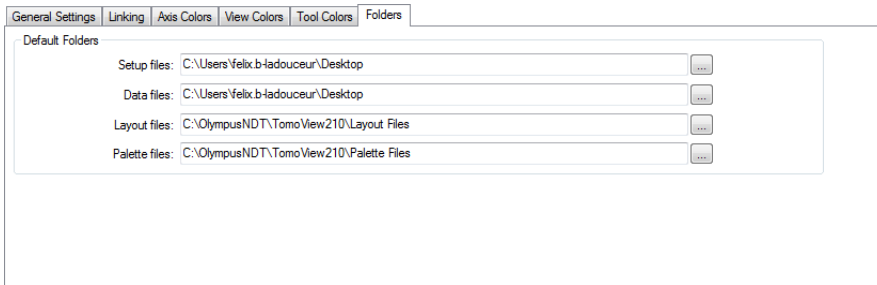 General Settings Linking Axis Colors View Colors Tool Colors Folders
Default Folders
Setup files: C:\Users\felix.b-ladouceur\Desktop ...
Data files: C:\Users\felix.b-ladouceur\Desktop ...
Layout files: C:\OlympusNDT\TomoView210\Layout Files ...
Palette files: C:\OlympusNDT\TomoView210\Palette Files ...